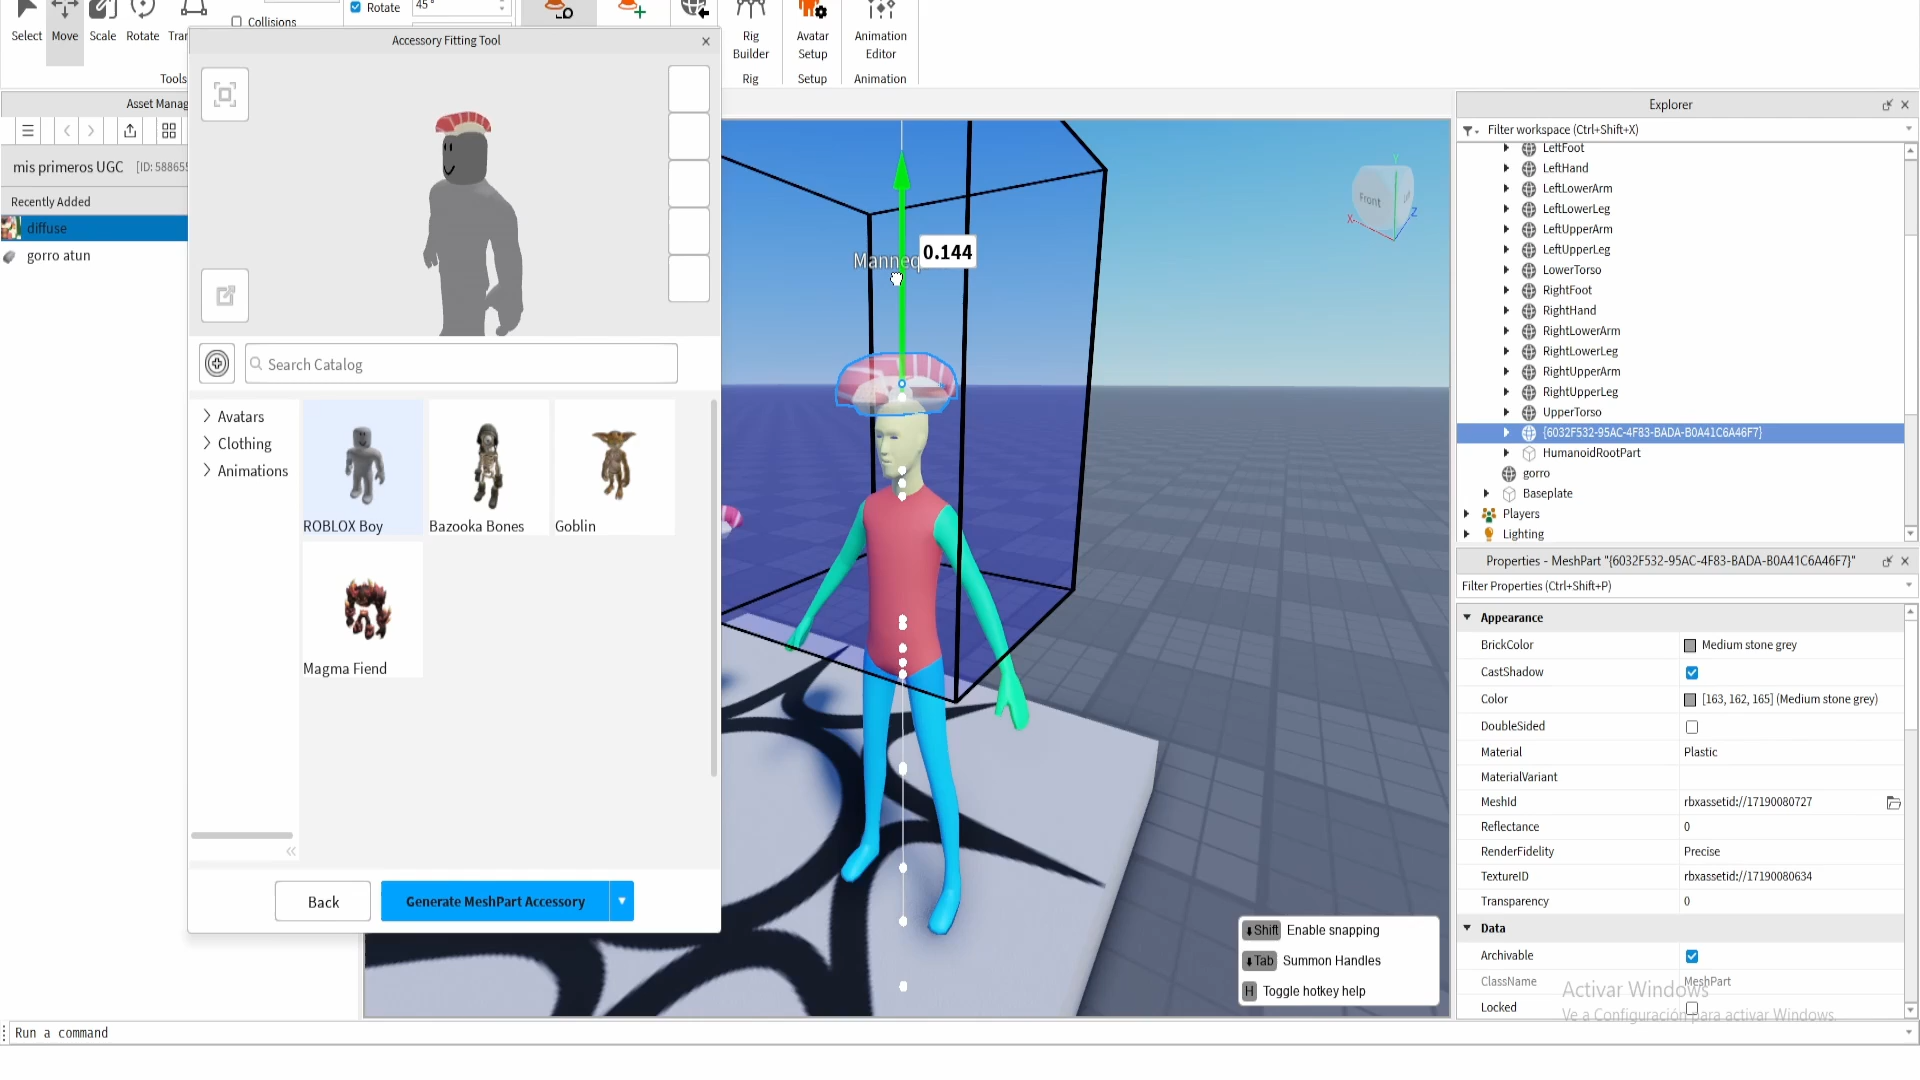 Rotate
45°
Collisions
Select
Move
Scale
Rotate
Tran
Rig
Builder
Avatar
Setup
Animation
Editor
Tools
Rig
Setup
Animation
Accessory Fitting Tool
Asset Manag
mis primeros UGC
[ID: 588655
Recently Added
diffuse
gorro atun
Search Catalog
Avatars
Clothing
Animations
ROBLOX Boy
Bazooka Bones
Goblin
Magma Fiend
Back
Generate MeshPart Accessory
Manneq
0.144
Front
Y
X
Z
Shift
Enable snapping
Tab
Summon Handles
H
Toggle hotkey help
Explorer
Filter workspace (Ctrl+Shift+X)
LeftFoot
LeftHand
LeftLowerArm
LeftLowerLeg
LeftUpperArm
LeftUpperLeg
LowerTorso
RightFoot
RightHand
RightLowerArm
RightLowerLeg
RightUpperArm
RightUpperLeg
UpperTorso
{6032F532-95AC-4F83-BADA-B0A41C6A46F7}
HumanoidRootPart
gorro
Baseplate
Players
Lighting
Properties - MeshPart "{6032F532-95AC-4F83-BADA-B0A41C6A46F7}"
Filter Properties (Ctrl+Shift+P)
Appearance
BrickColor Medium stone grey
CastShadow
Color [163, 162, 165] (Medium stone grey)
DoubleSided
Material Plastic
MaterialVariant
MeshId rbxassetid://17190080727
Reflectance 0
RenderFidelity Precise
TextureID rbxassetid://17190080634
Transparency 0
Data
Archivable
ClassName MeshPart
Locked
Activar Windows
Ve a Configuración para activar Windows.
Run a command